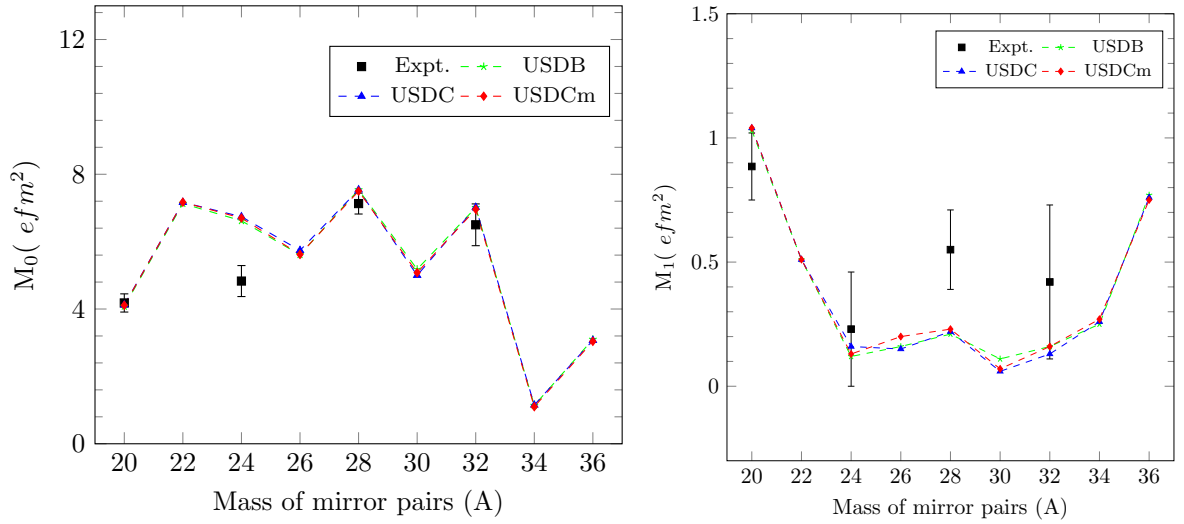 12
8
4
0
M₀( efm²)
Expt. USDB
USDC USDCm
20 22 24 26 28 30 32 34 36
Mass of mirror pairs (A)
1.5
1
0.5
0
M₁( efm²)
Expt. USDB
USDC USDCm
20 22 24 26 28 30 32 34 36
Mass of mirror pairs (A)